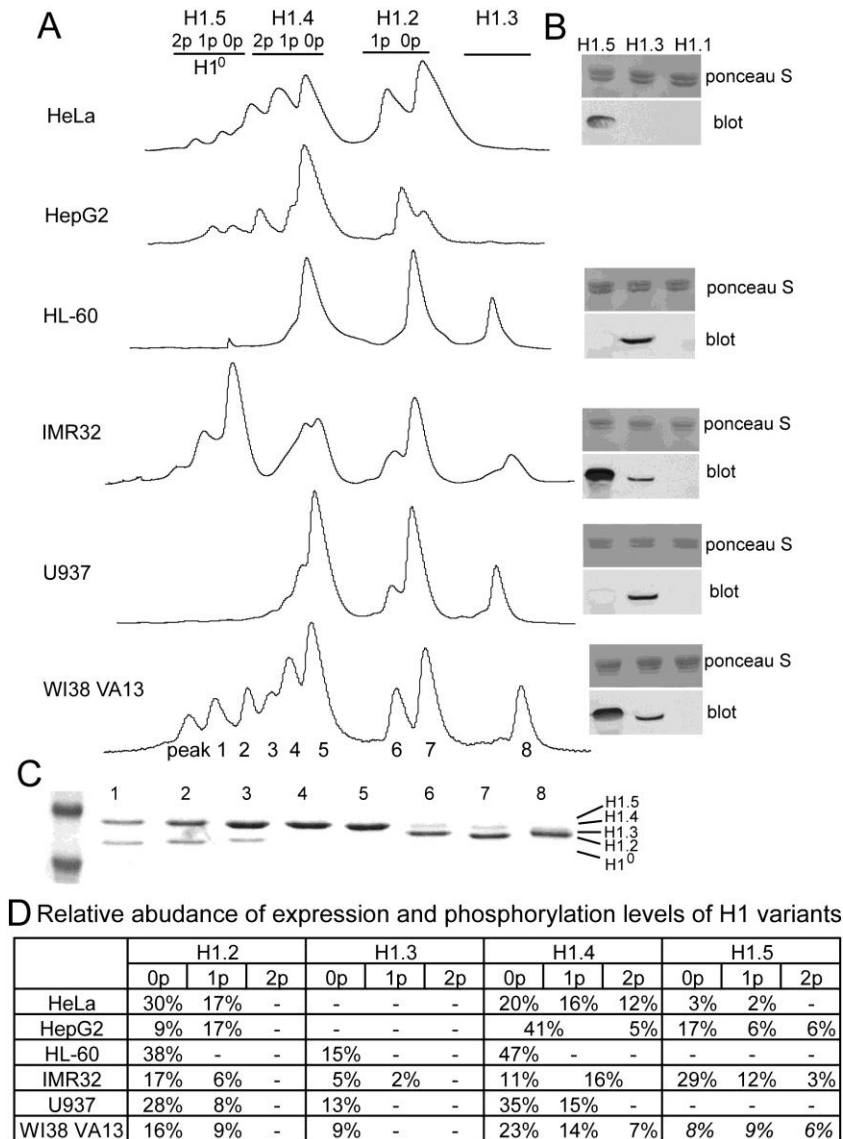 A
H1.5 H1.4 H1.2 H1.3
2p 1p 0p 2p 1p 0p 1p 0p
H1⁰
HeLa
HepG2
HL-60
IMR32
U937
WI38 VA13
peak 1 2 3 4 5 6 7 8
B
H1.5 H1.3 H1.1
ponceau S
blot
ponceau S
blot
ponceau S
blot
ponceau S
blot
ponceau S
blot
C
1 2 3 4 5 6 7 8
H1.5
H1.4
H1.3
H1.2
H1⁰
D Relative abudance of expression and phosphorylation levels of H1 variants
H1.2 H1.3 H1.4 H1.5
0p 1p 2p 0p 1p 2p 0p 1p 2p 0p 1p 2p
HeLa 30% 17% - - - - 20% 16% 12% 3% 2% -
HepG2 9% 17% - - - - 41% 5% 17% 6% 6%
HL-60 38% - - 15% - - 47% - - - - -
IMR32 17% 6% - 5% 2% - 11% 16% 29% 12% 3%
U937 28% 8% - 13% - - 35% 15% - - - -
WI38 VA13 16% 9% - 9% - - 23% 14% 7% 8% 9% 6%